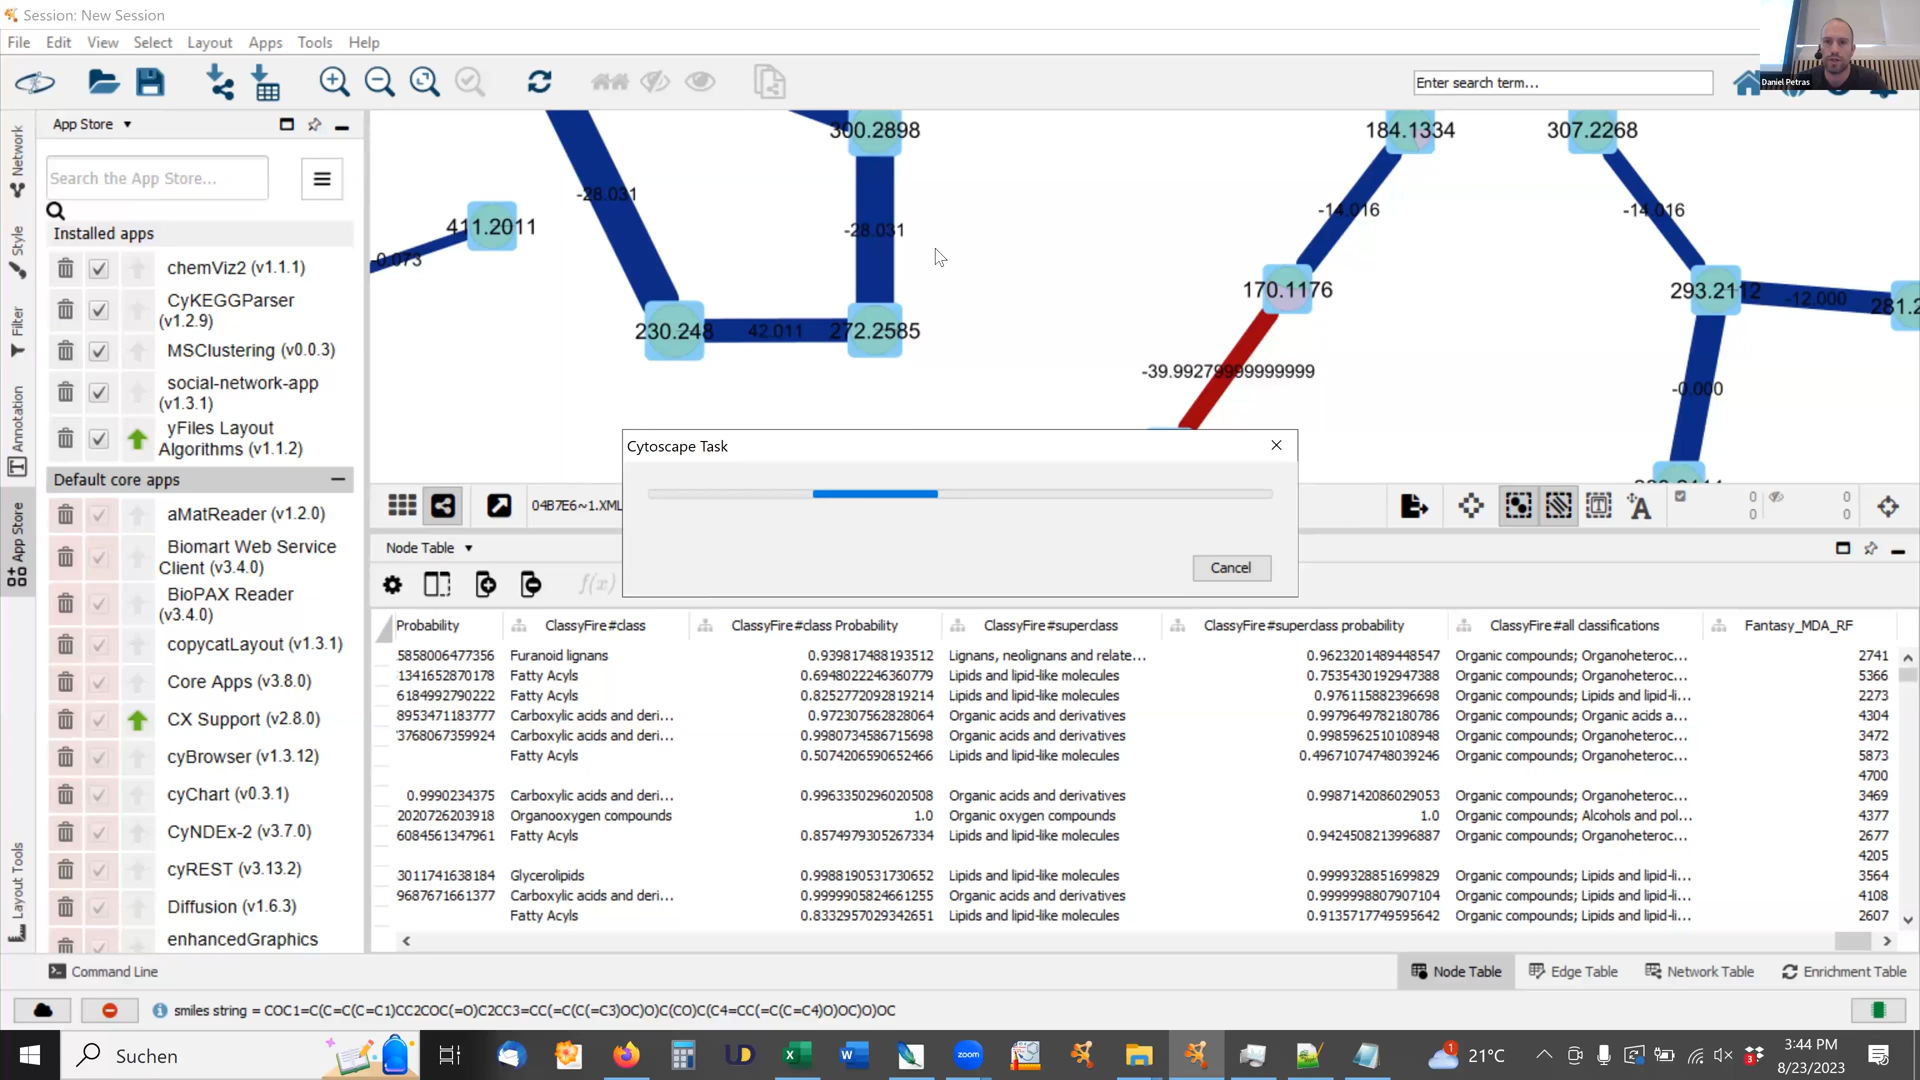 Session: New Session
File Edit View Select Layout Apps Tools Help
Enter search term...
Daniel Petras
App Store
Search the App Store...
Installed apps
chemViz2 (v1.1.1)
CyKEGGParser
(v1.2.9)
MSClustering (v0.0.3)
social-network-app
(v1.3.1)
yFiles Layout
Algorithms (v1.1.2)
Default core apps
aMatReader (v1.2.0)
Biomart Web Service
Client (v3.4.0)
BioPAX Reader
(v3.4.0)
copycatLayout (v1.3.1)
Core Apps (v3.8.0)
CX Support (v2.8.0)
cyBrowser (v1.3.12)
cyChart (v0.3.1)
CyNDEx-2 (v3.7.0)
cyREST (v3.13.2)
Diffusion (v1.6.3)
enhancedGraphics
Network
Style
Filter
Annotation
App Store
Layout Tools
300.2898
184.1334
307.2268
-28.031
411.2011
-28.031
-14.016
-14.016
-0.073
170.1176
293.2112
-12.000
281.2
230.248
42.011
272.2585
-39.99279999999999
-0.000
Cytoscape Task
Cancel
04B7E6~1.XML
0 0
0 0
Node Table
f(x)
Probability ClassyFire#class ClassyFire#class Probability ClassyFire#superclass ClassyFire#superclass probability ClassyFire#all classifications Fantasy_MDA_RF
5858006477356 Furanoid lignans 0.939817488193512 Lignans, neolignans and relate... 0.9623201489448547 Organic compounds; Organoheteroc... 2741
1341652870178 Fatty Acyls 0.6948022246360779 Lipids and lipid-like molecules 0.7535430192947388 Organic compounds; Organoheteroc... 5366
6184992790222 Fatty Acyls 0.8252772092819214 Lipids and lipid-like molecules 0.976115882396698 Organic compounds; Lipids and lipid-li... 2273
8953471183777 Carboxylic acids and deri... 0.972307562828064 Organic acids and derivatives 0.9979649782180786 Organic compounds; Organic acids a... 4304
3768067359924 Carboxylic acids and deri... 0.9980734586715698 Organic acids and derivatives 0.9985962510108948 Organic compounds; Organoheteroc... 3472
Fatty Acyls 0.5074206590652466 Lipids and lipid-like molecules 0.49671074748039246 Organic compounds; Organoheteroc... 5873
4700
0.9990234375 Carboxylic acids and deri... 0.9963350296020508 Organic acids and derivatives 0.9987142086029053 Organic compounds; Organoheteroc... 3469
2020726203918 Organooxygen compounds 1.0 Organic oxygen compounds 1.0 Organic compounds; Alcohols and pol... 4377
6084561347961 Fatty Acyls 0.8574979305267334 Lipids and lipid-like molecules 0.9424508213996887 Organic compounds; Organoheteroc... 2677
4205
3011741638184 Glycerolipids 0.9988190531730652 Lipids and lipid-like molecules 0.9999328851699829 Organic compounds; Lipids and lipid-li... 3564
9687671661377 Carboxylic acids and deri... 0.9999905824661255 Organic acids and derivatives 0.9999998807907104 Organic compounds; Lipids and lipid-li... 4108
Fatty Acyls 0.8332957029342651 Lipids and lipid-like molecules 0.9135717749595642 Organic compounds; Lipids and lipid-li... 2607
Command Line
Node Table Edge Table Network Table Enrichment Table
smiles string = COC1=C(C=C(C=C1)CC2COC(=O)C2CC3=CC(=C(C(=C3)OC)O)C(CO)C(C4=CC(=C(C=C4)O)OC)O)OC
Suchen
zoom
1
21°C
3
3:44 PM
8/23/2023